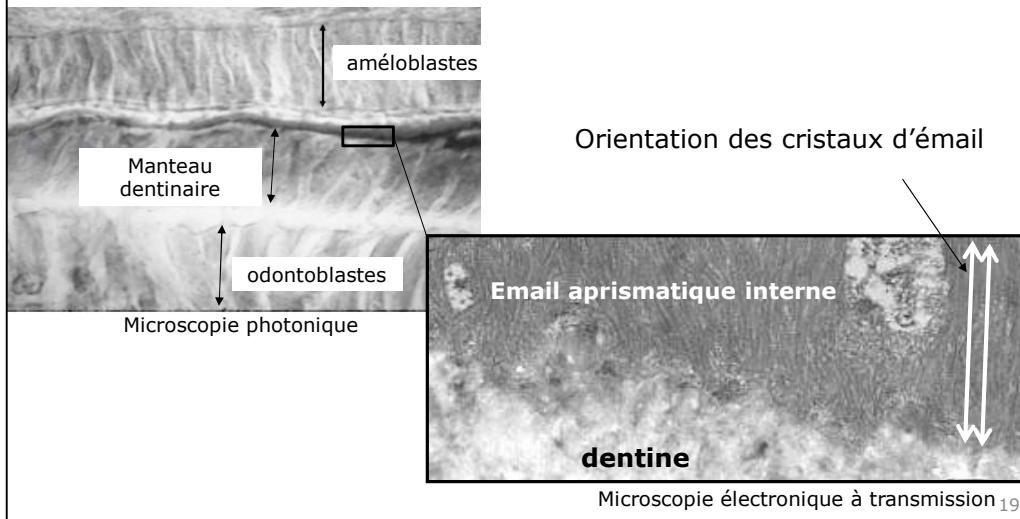 améloblastes
Manteau
dentinaire
odontoblastes
Microscopie photonique
Orientation des cristaux d’émail
Email aprismatique interne
dentine
Microscopie électronique à transmission
19